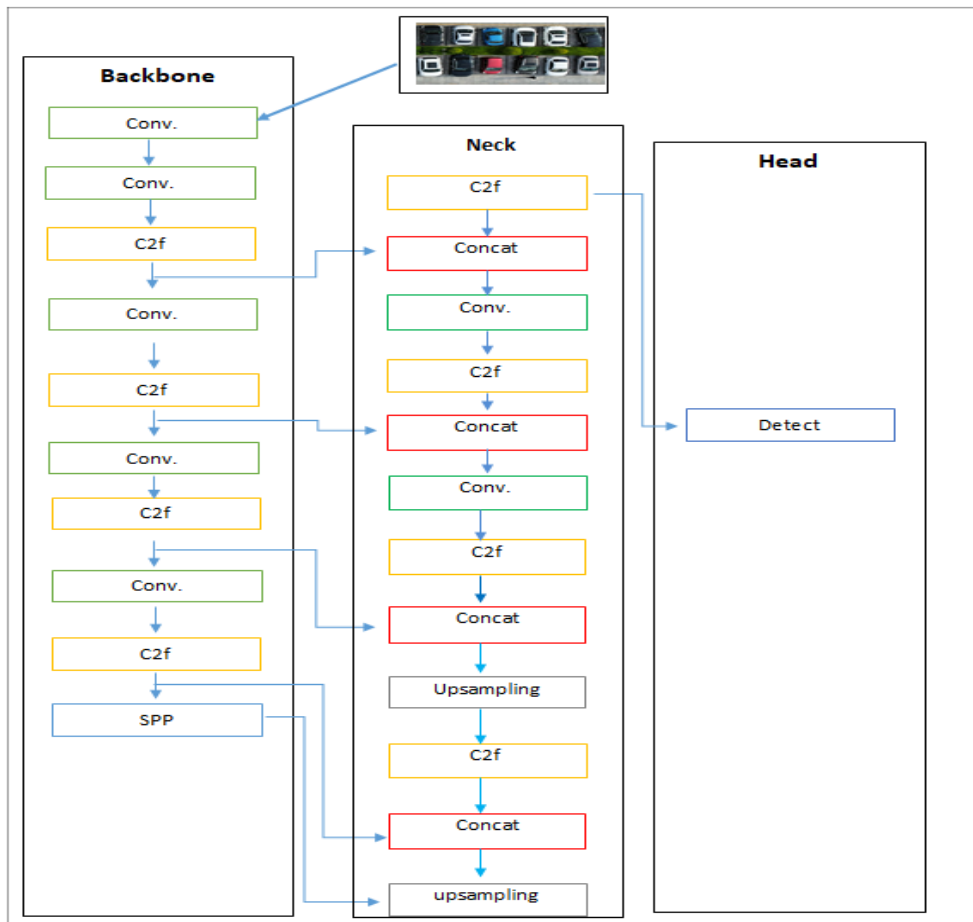 Backbone
Conv.
Conv.
C2f
Conv.
C2f
Conv.
C2f
Conv.
C2f
SPP
Neck
C2f
Concat
Conv.
C2f
Concat
Conv.
C2f
Concat
Upsampling
C2f
Concat
upsampling
Head
Detect